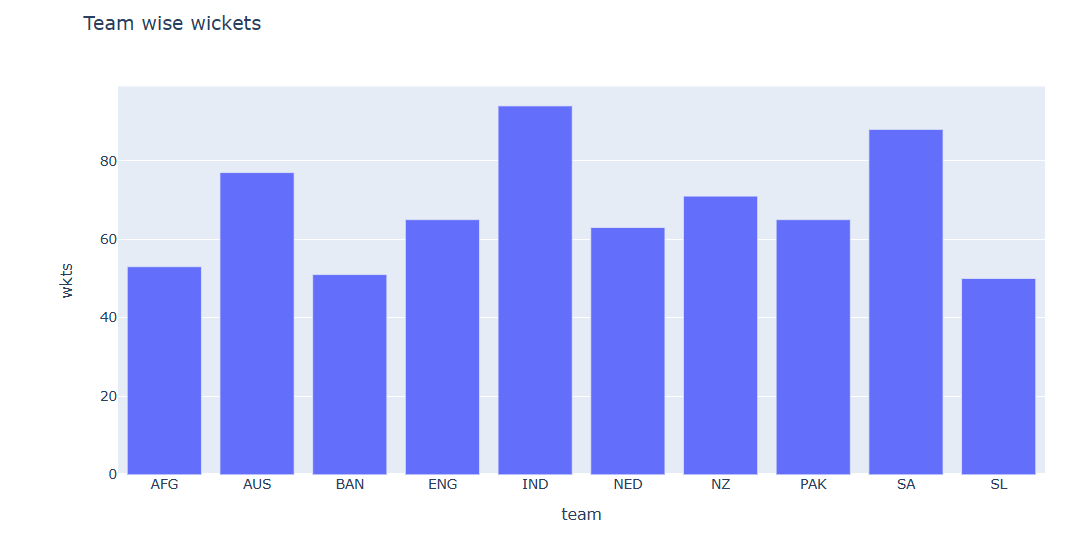 Team wise wickets
wkts
80
60
40
20
0
AFG AUS BAN ENG IND NED NZ PAK SA SL
team